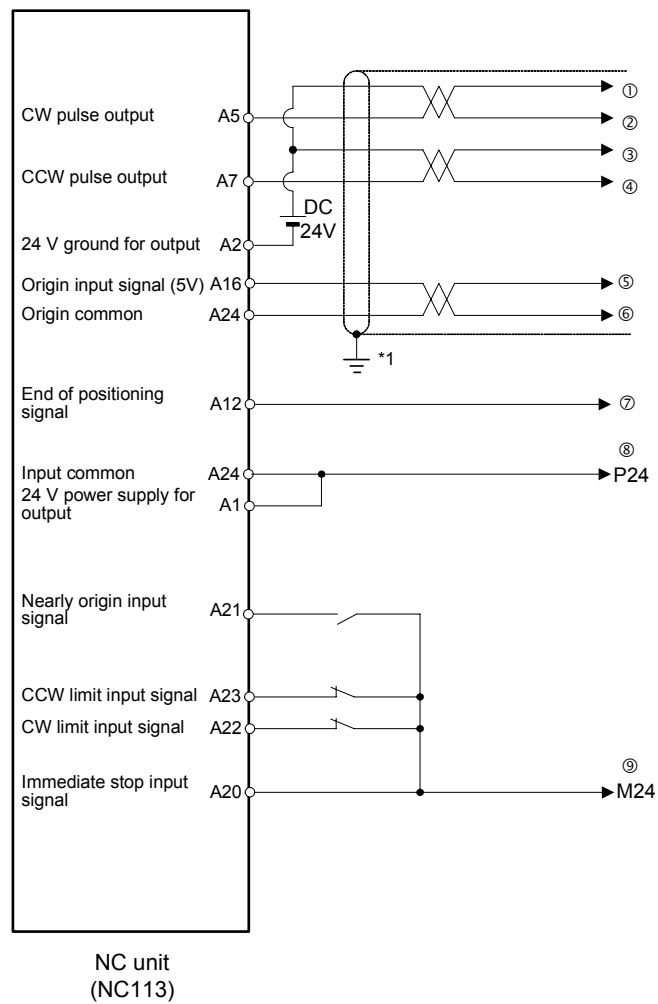 ①
CW pulse output A5
②
③
CCW pulse output A7
④
DC
24V
24 V ground for output A2
Origin input signal (5V) A16
⑤
Origin common A24
⑥
*1
End of positioning
signal
A12
⑦
⑧
Input common A24
P24
24 V power supply for
output
A1
Nearly origin input
signal
A21
CCW limit input signal A23
CW limit input signal A22
⑨
Immediate stop input
signal
A20
M24
NC unit
(NC113)